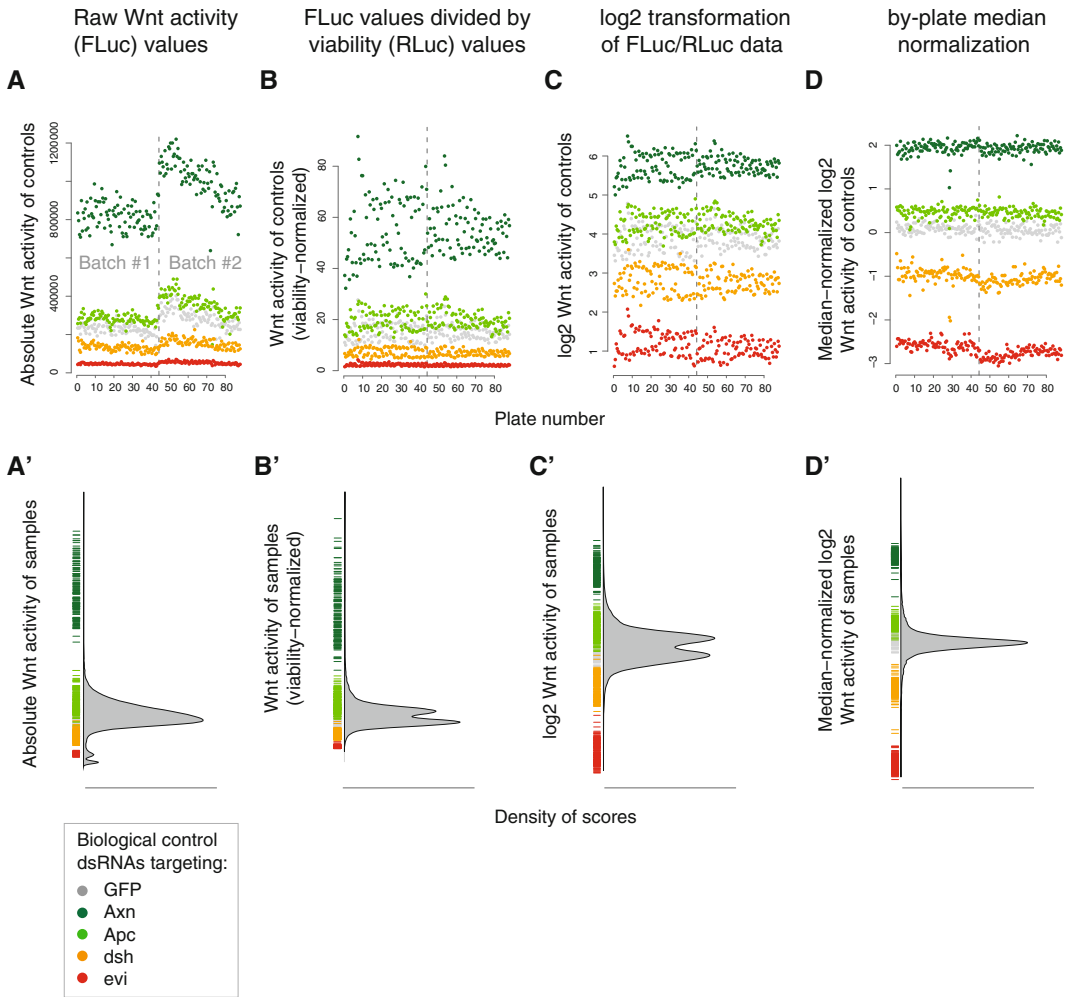 Raw Wnt activity
(FLuc) values
FLuc values divided by
viability (RLuc) values
log2 transformation
of FLuc/RLuc data
by-plate median
normalization
A
Absolute Wnt activity of controls
0
400000
800000
1200000
Batch #1
Batch #2
0 10 20 30 40 50 60 70 80
B
Wnt activity of controls
(viability−normalized)
0 20 40 60 80
0 10 20 30 40 50 60 70 80
C
log2 Wnt activity of controls
1 2 3 4 5 6
0 10 20 30 40 50 60 70 80
D
Median−normalized log2
Wnt activity of controls
−3 −2 −1 0 1 2
0 10 20 30 40 50 60 70 80
Plate number
A'
Absolute Wnt activity of samples
B'
Wnt activity of samples
(viability−normalized)
C'
log2 Wnt activity of samples
D'
Median−normalized log2
Wnt activity of samples
Density of scores
Biological control
dsRNAs targeting:
GFP
Axn
Apc
dsh
evi